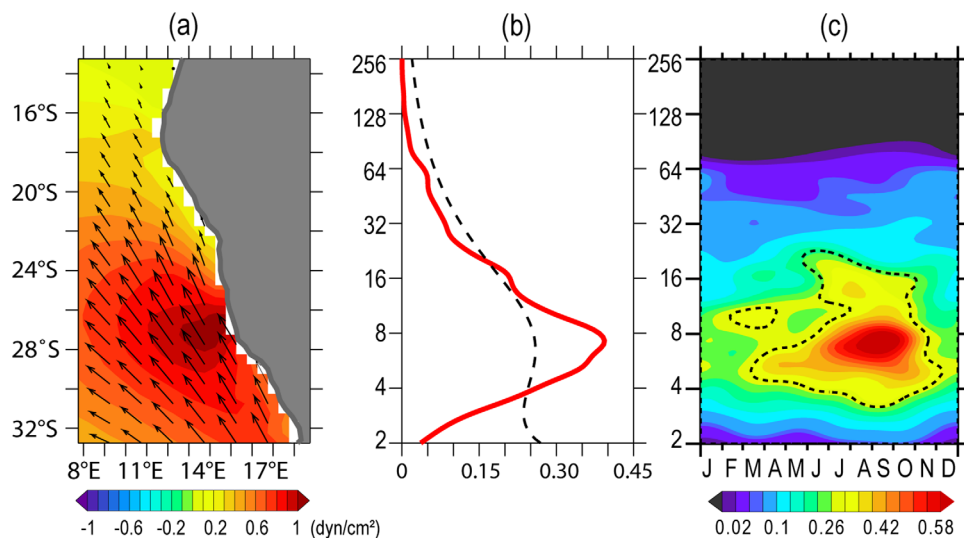 (a)
(b)
(c)
16°S
20°S
24°S
28°S
32°S
8°E 11°E 14°E 17°E
-1 -0.6 -0.2 0.2 0.6 1 (dyn/cm²)
256
128
64
32
16
8
4
2
0 0.15 0.30 0.45
256
128
64
32
16
8
4
2
J F M A M J J A S O N D
0.02 0.1 0.26 0.42 0.58